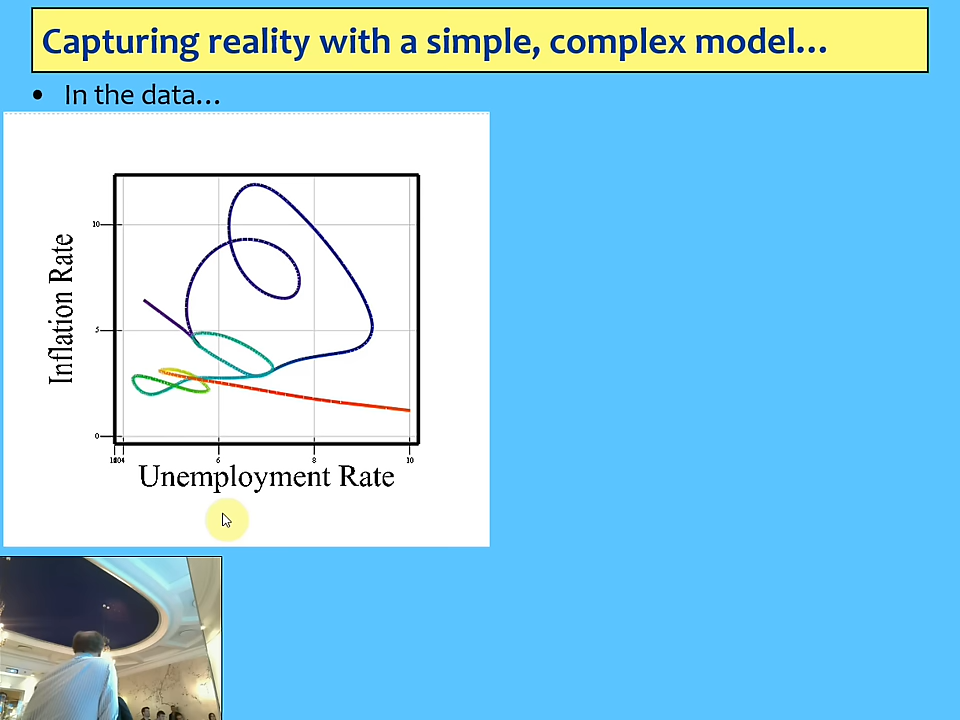 Capturing reality with a simple, complex model…
• In the data…
Inflation Rate
10
5
0
6
8
10
Unemployment Rate